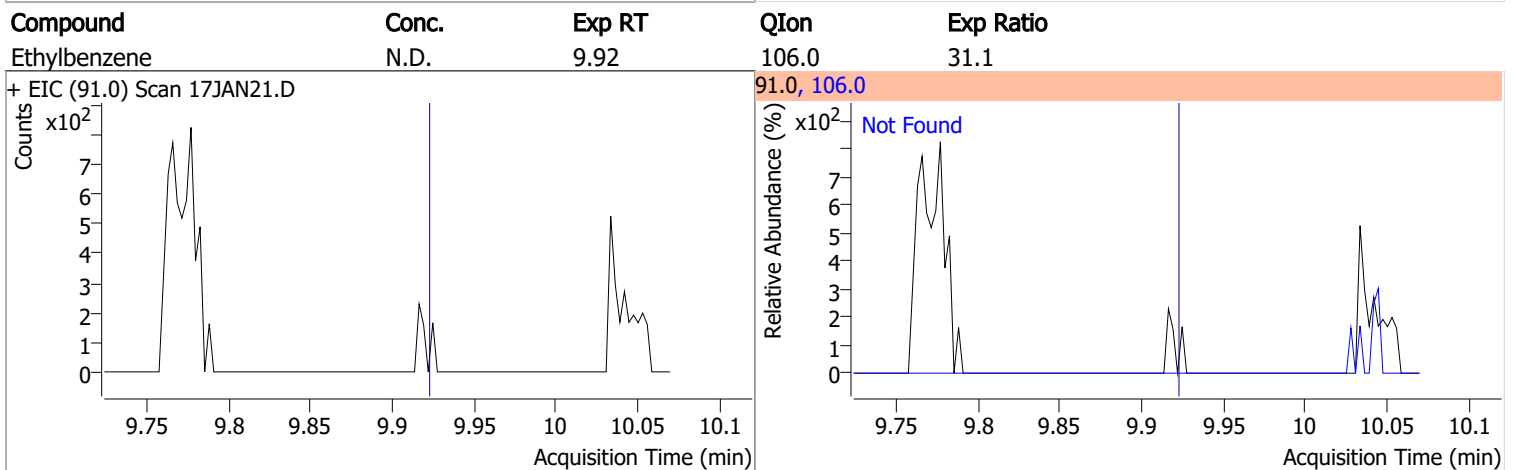 Compound Conc. Exp RT QIon Exp Ratio
Ethylbenzene N.D. 9.92 106.0 31.1
+ EIC (91.0) Scan 17JAN21.D
Counts
x10²
7
6
5
4
3
2
1
0
9.75 9.8 9.85 9.9 9.95 10 10.05 10.1
Acquisition Time (min)
91.0, 106.0
Relative Abundance (%)
x10²
Not Found
7
6
5
4
3
2
1
0
9.75 9.8 9.85 9.9 9.95 10 10.05 10.1
Acquisition Time (min)